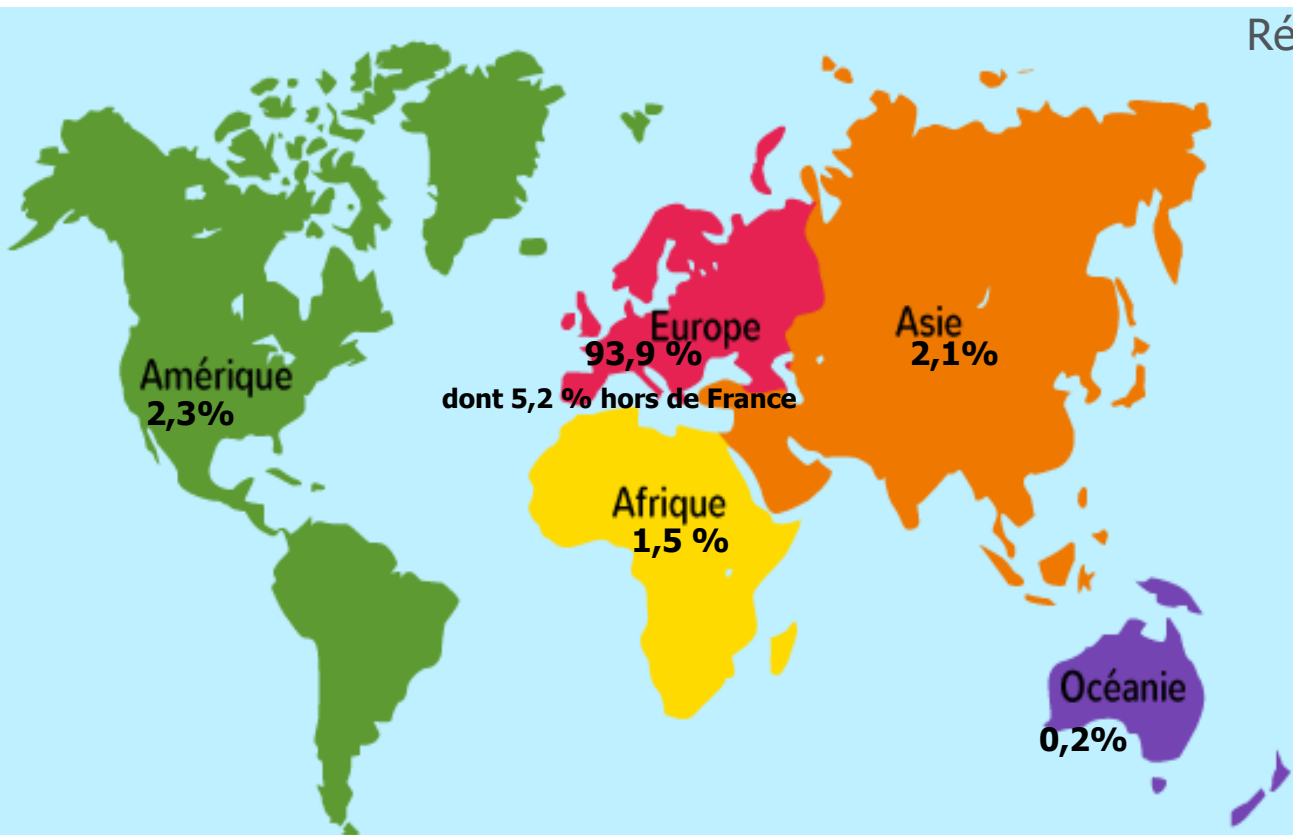 Ré
Amérique
2,3%
Europe
93,9 %
dont 5,2 % hors de France
Asie
2,1%
Afrique
1,5 %
Océanie
0,2%